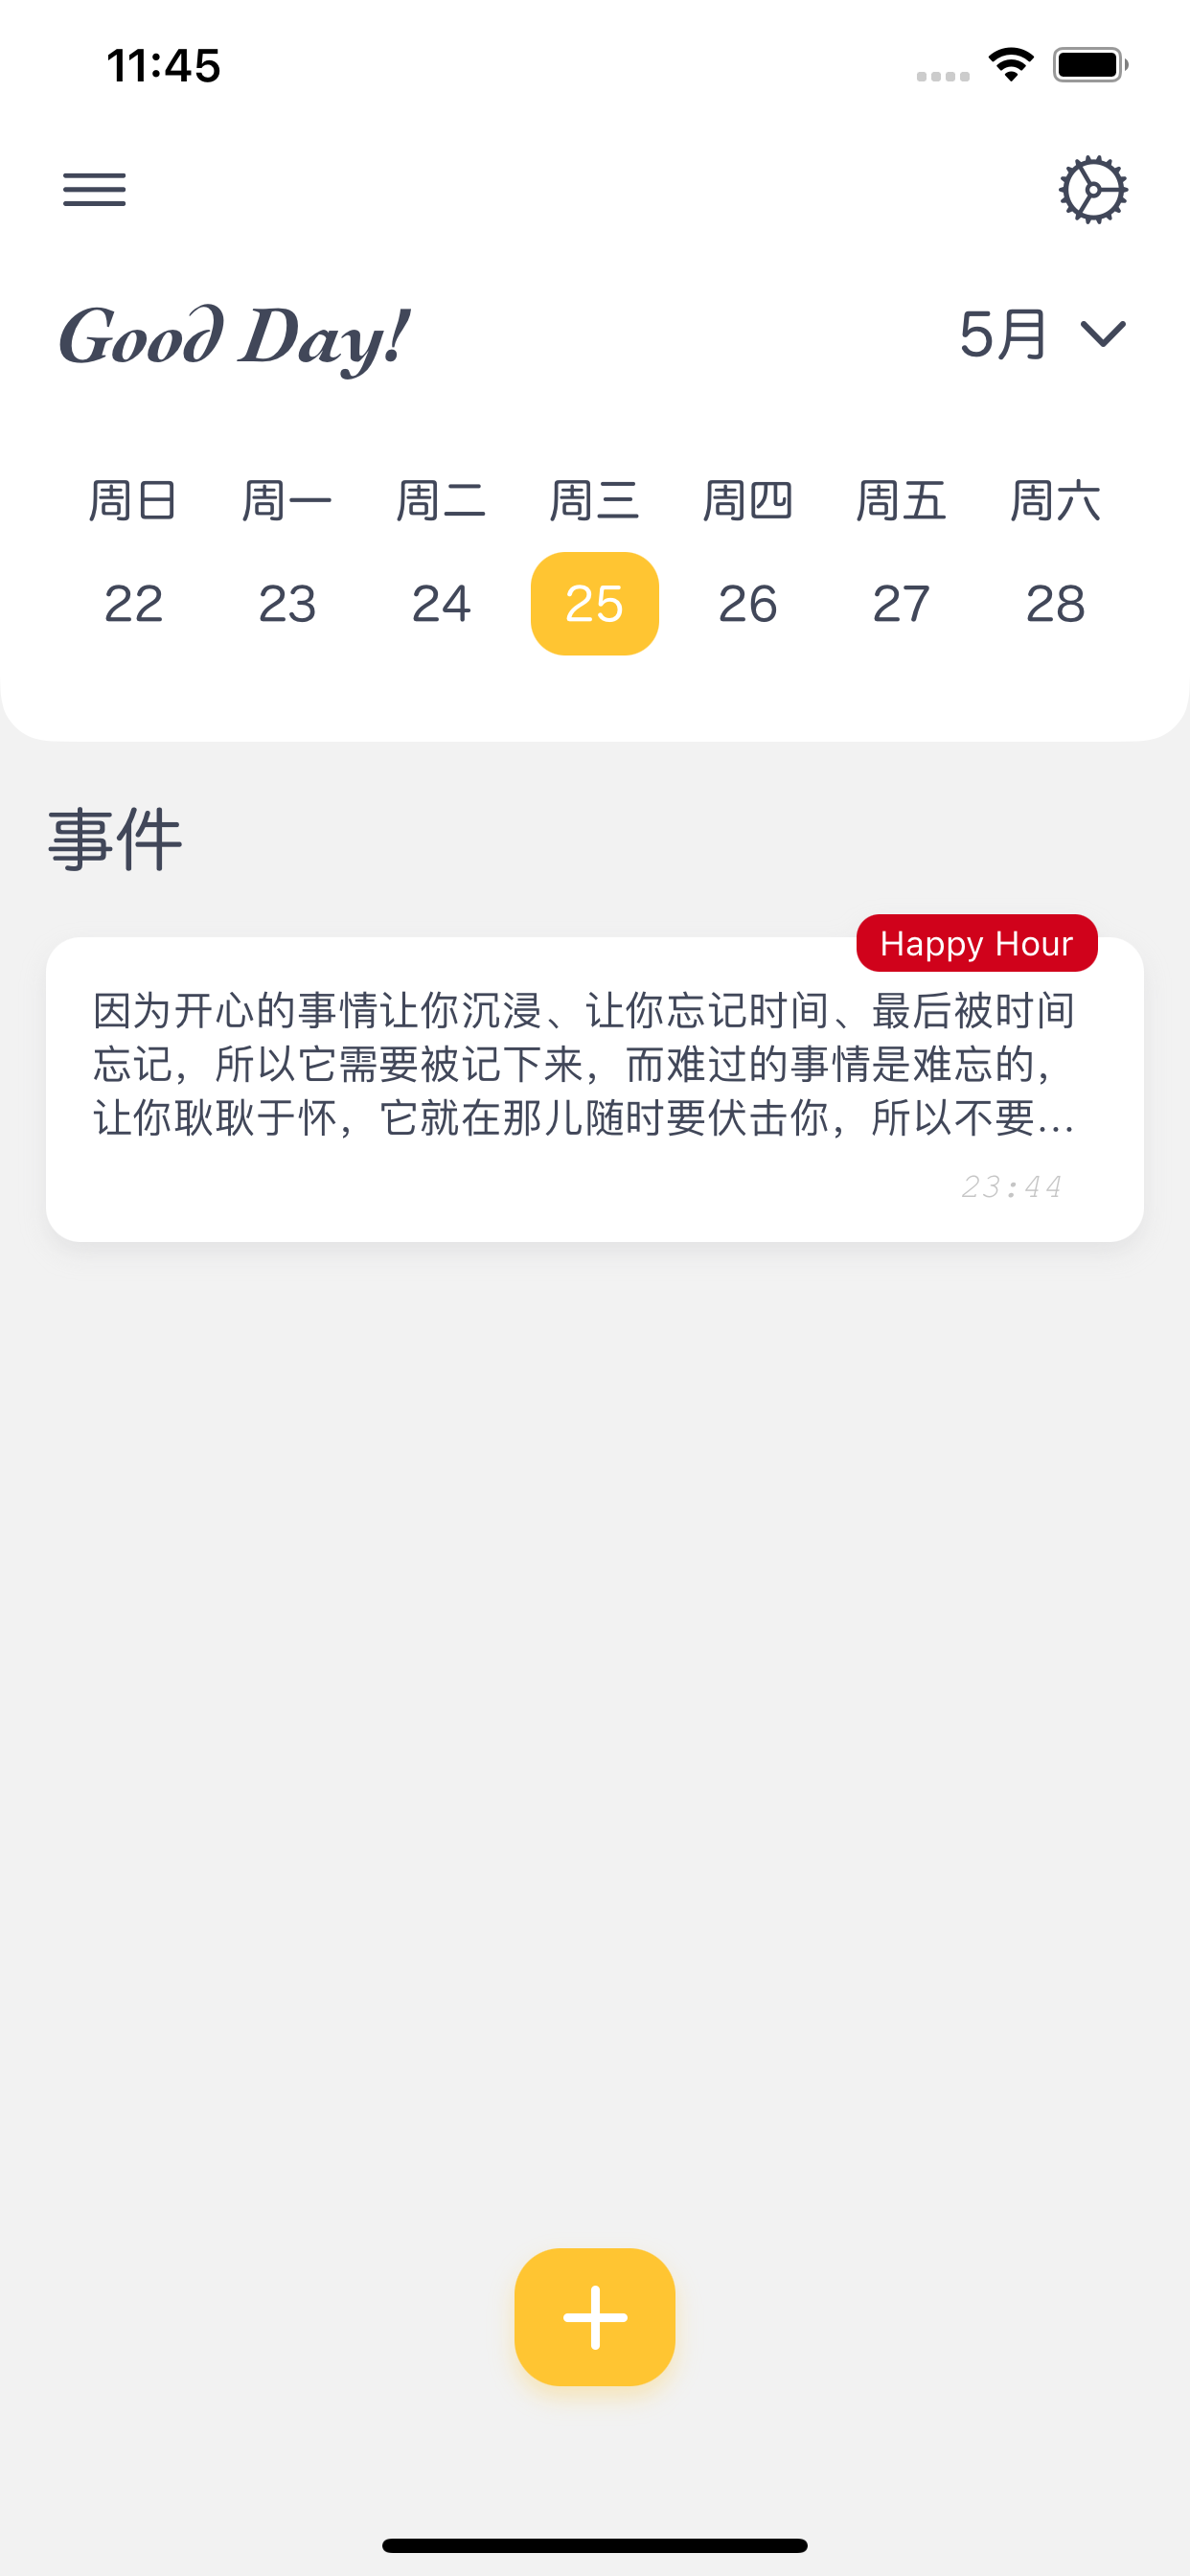 11:45
Good Day!
5月
周日 周一 周二 周三 周四 周五 周六
22 23 24 25 26 27 28
事件
Happy Hour
因为开心的事情让你沉浸、让你忘记时间、最后被时间
忘记，所以它需要被记下来，而难过的事情是难忘的，
让你耿耿于怀，它就在那儿随时要伏击你，所以不要...
23:44